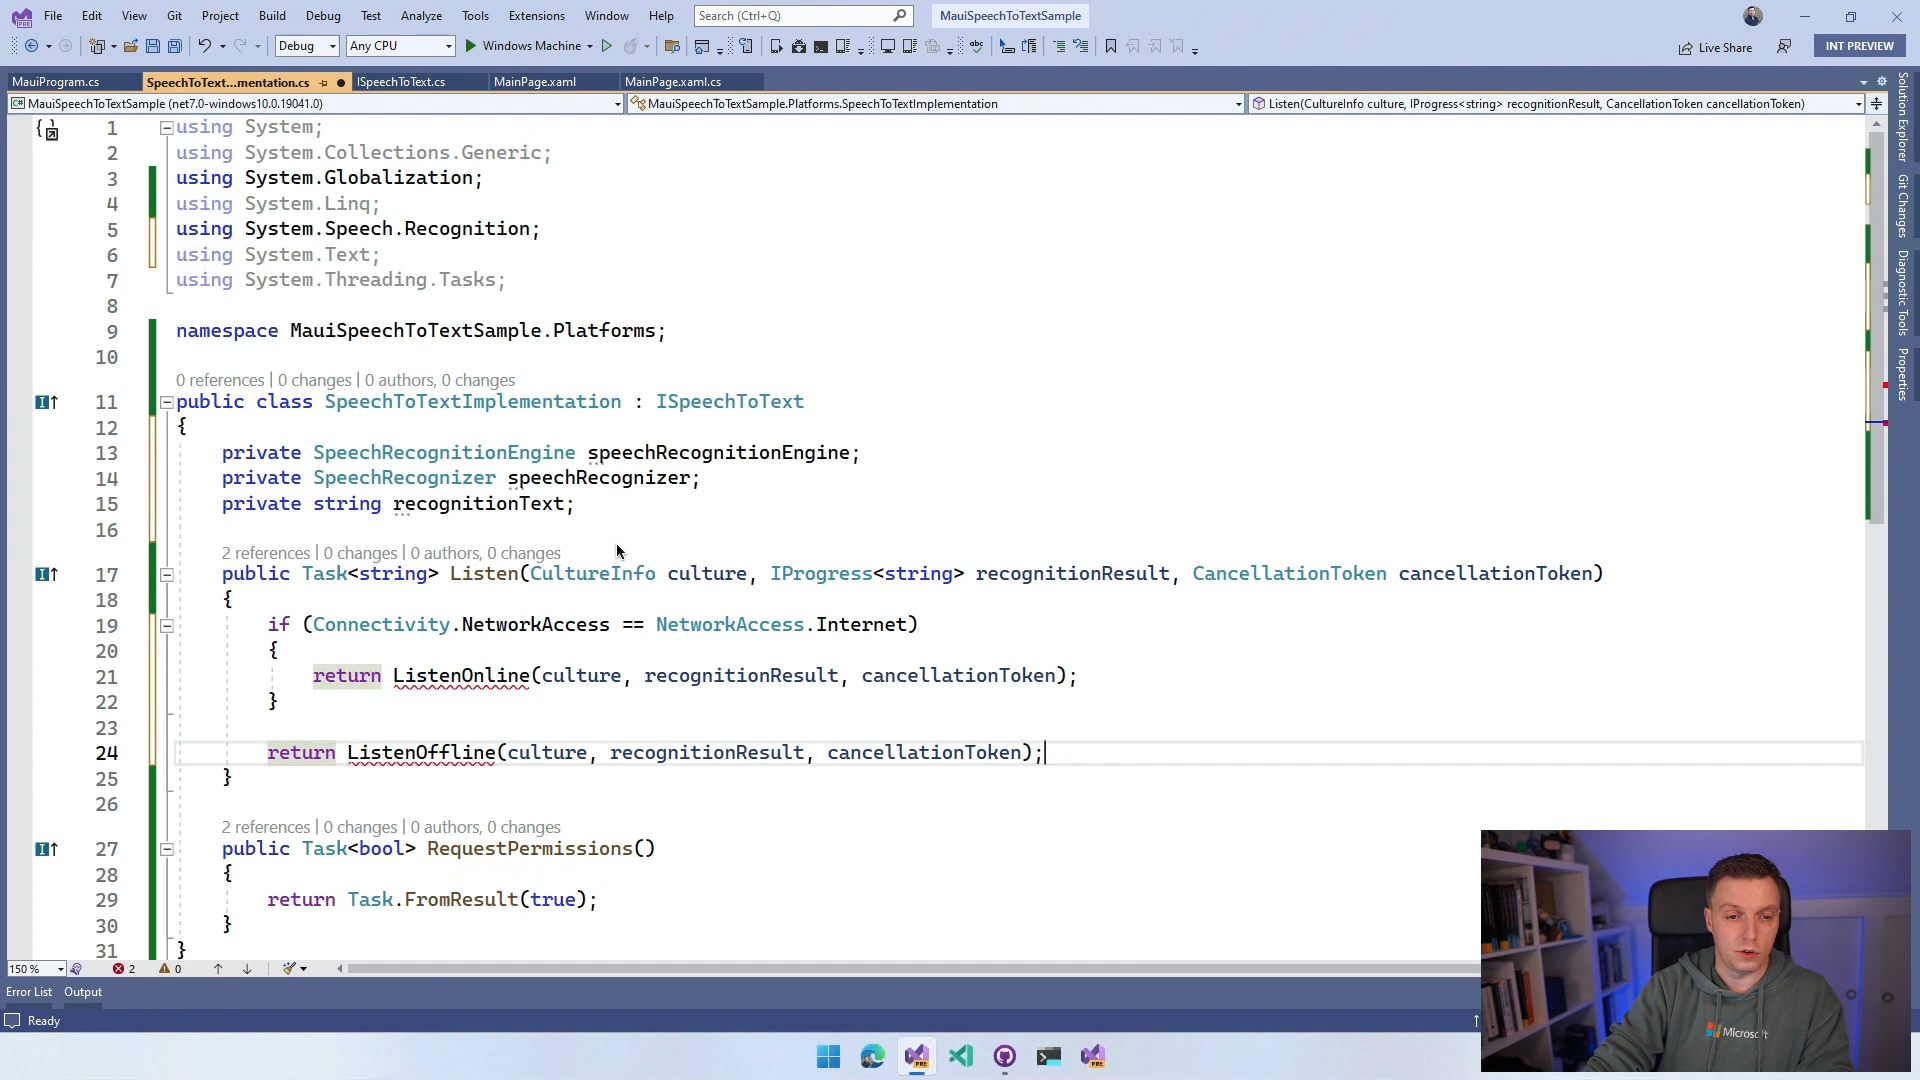 File Edit View Git Project Build Debug Test Analyze Tools Extensions Window Help Search (Ctrl+Q) MauiSpeechToTextSample
Debug Any CPU Windows Machine Live Share INT PREVIEW
MauiProgram.cs SpeechToText...mentation.cs ISpeechToText.cs MainPage.xaml MainPage.xaml.cs
MauiSpeechToTextSample (net7.0-windows10.0.19041.0) MauiSpeechToTextSample.Platforms.SpeechToTextImplementation Listen(CultureInfo culture, IProgress<string> recognitionResult, CancellationToken cancellationToken)
1 using System;
2 using System.Collections.Generic;
3 using System.Globalization;
4 using System.Linq;
5 using System.Speech.Recognition;
6 using System.Text;
7 using System.Threading.Tasks;
8
9 namespace MauiSpeechToTextSample.Platforms;
10
0 references | 0 changes | 0 authors, 0 changes
11 public class SpeechToTextImplementation : ISpeechToText
12 {
13 private SpeechRecognitionEngine speechRecognitionEngine;
14 private SpeechRecognizer speechRecognizer;
15 private string recognitionText;
16
2 references | 0 changes | 0 authors, 0 changes
17 public Task<string> Listen(CultureInfo culture, IProgress<string> recognitionResult, CancellationToken cancellationToken)
18 {
19 if (Connectivity.NetworkAccess == NetworkAccess.Internet)
20 {
21 return ListenOnline(culture, recognitionResult, cancellationToken);
22 }
23
24 return ListenOffline(culture, recognitionResult, cancellationToken);
25 }
26
2 references | 0 changes | 0 authors, 0 changes
27 public Task<bool> RequestPermissions()
28 {
29 return Task.FromResult(true);
30 }
31 }
150 % 2 0
Error List Output
Ready
Solution Explorer
Git Changes
Diagnostic Tools
Properties
Microsoft